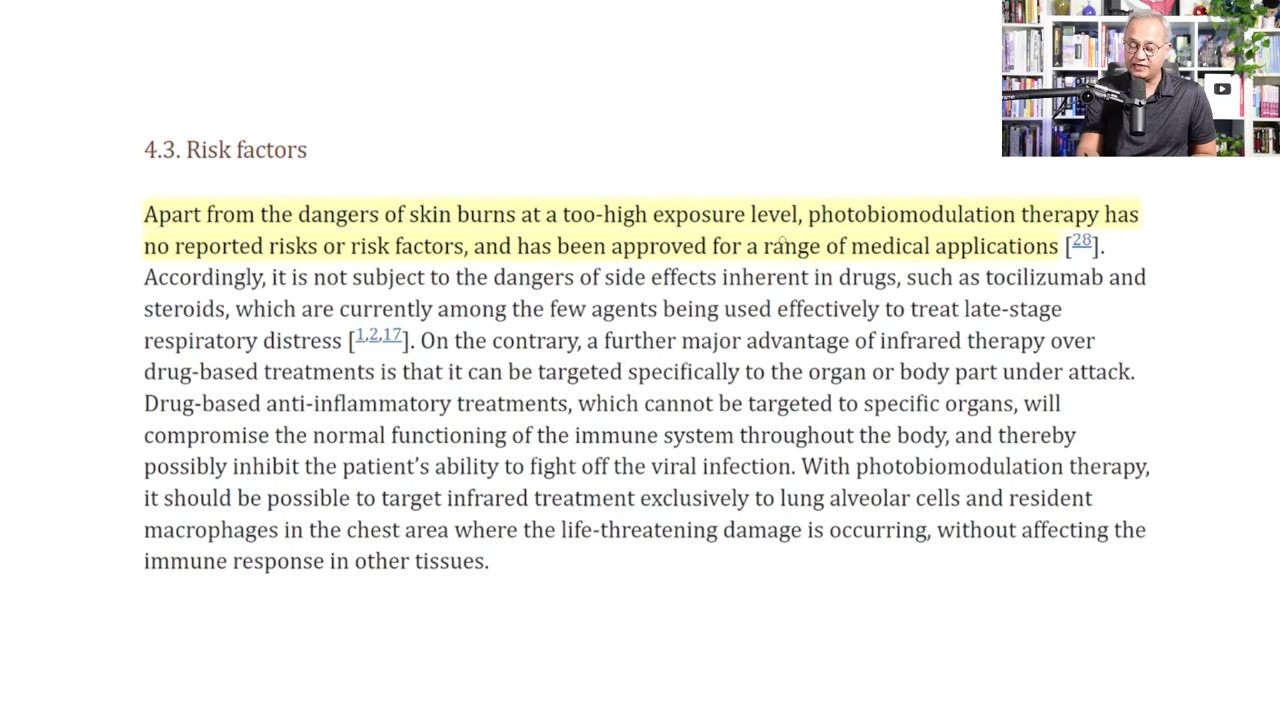 4.3. Risk factors
Apart from the dangers of skin burns at a too-high exposure level, photobiomodulation therapy has
no reported risks or risk factors, and has been approved for a range of medical applications [28].
Accordingly, it is not subject to the dangers of side effects inherent in drugs, such as tocilizumab and
steroids, which are currently among the few agents being used effectively to treat late-stage
respiratory distress [1,2,17]. On the contrary, a further major advantage of infrared therapy over
drug-based treatments is that it can be targeted specifically to the organ or body part under attack.
Drug-based anti-inflammatory treatments, which cannot be targeted to specific organs, will
compromise the normal functioning of the immune system throughout the body, and thereby
possibly inhibit the patient’s ability to fight off the viral infection. With photobiomodulation therapy,
it should be possible to target infrared treatment exclusively to lung alveolar cells and resident
macrophages in the chest area where the life-threatening damage is occurring, without affecting the
immune response in other tissues.